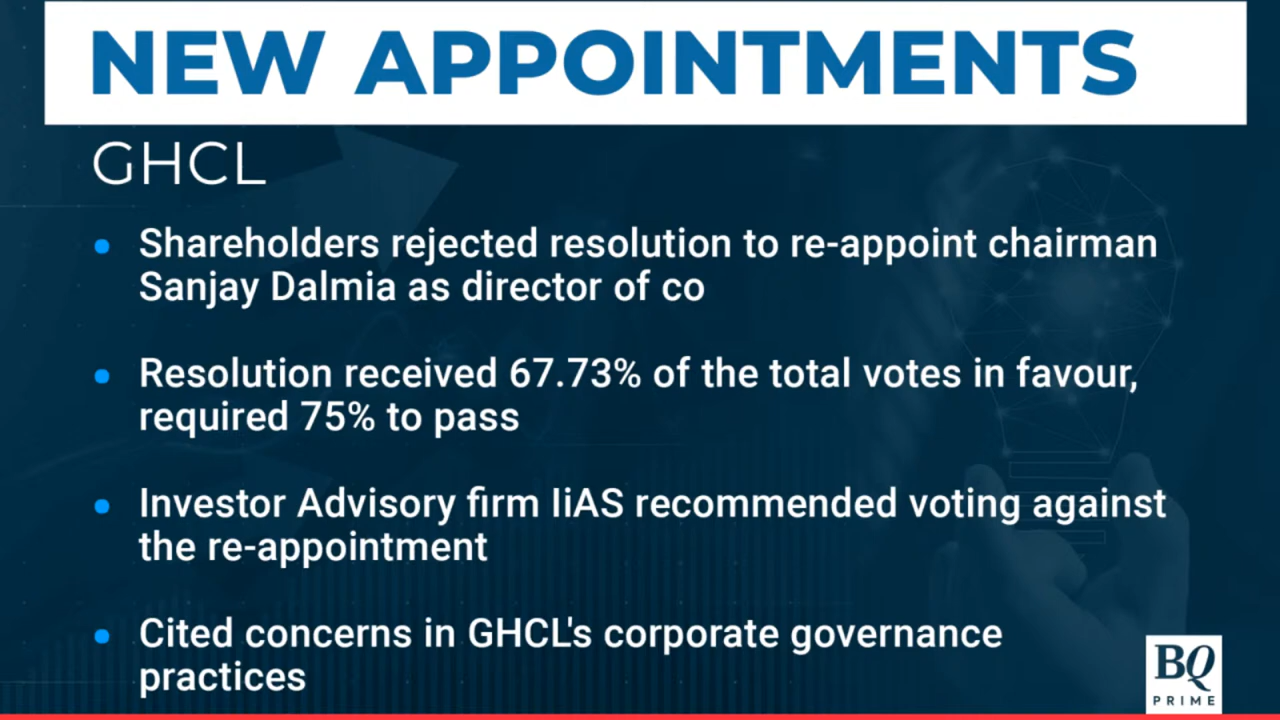 NEW APPOINTMENTS
GHCL
Shareholders rejected resolution to re-appoint chairman
Sanjay Dalmia as director of co
Resolution received 67.73% of the total votes in favour,
required 75% to pass
Investor Advisory firm IiAS recommended voting against
the re-appointment
Cited concerns in GHCL's corporate governance
practices
BQ
PRIME